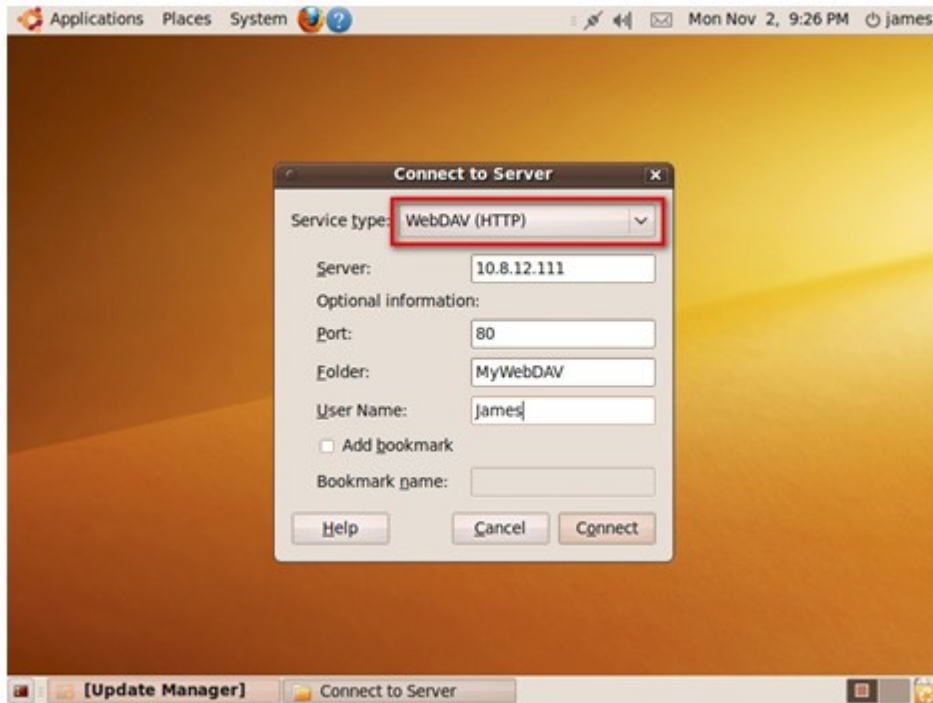 Applications Places System Mon Nov 2, 9:26 PM james
Connect to Server
Service type: WebDAV (HTTP)
Server: 10.8.12.111
Optional information:
Port: 80
Folder: MyWebDAV
User Name: James
Add bookmark
Bookmark name:
Help Cancel Connect
[Update Manager] Connect to Server